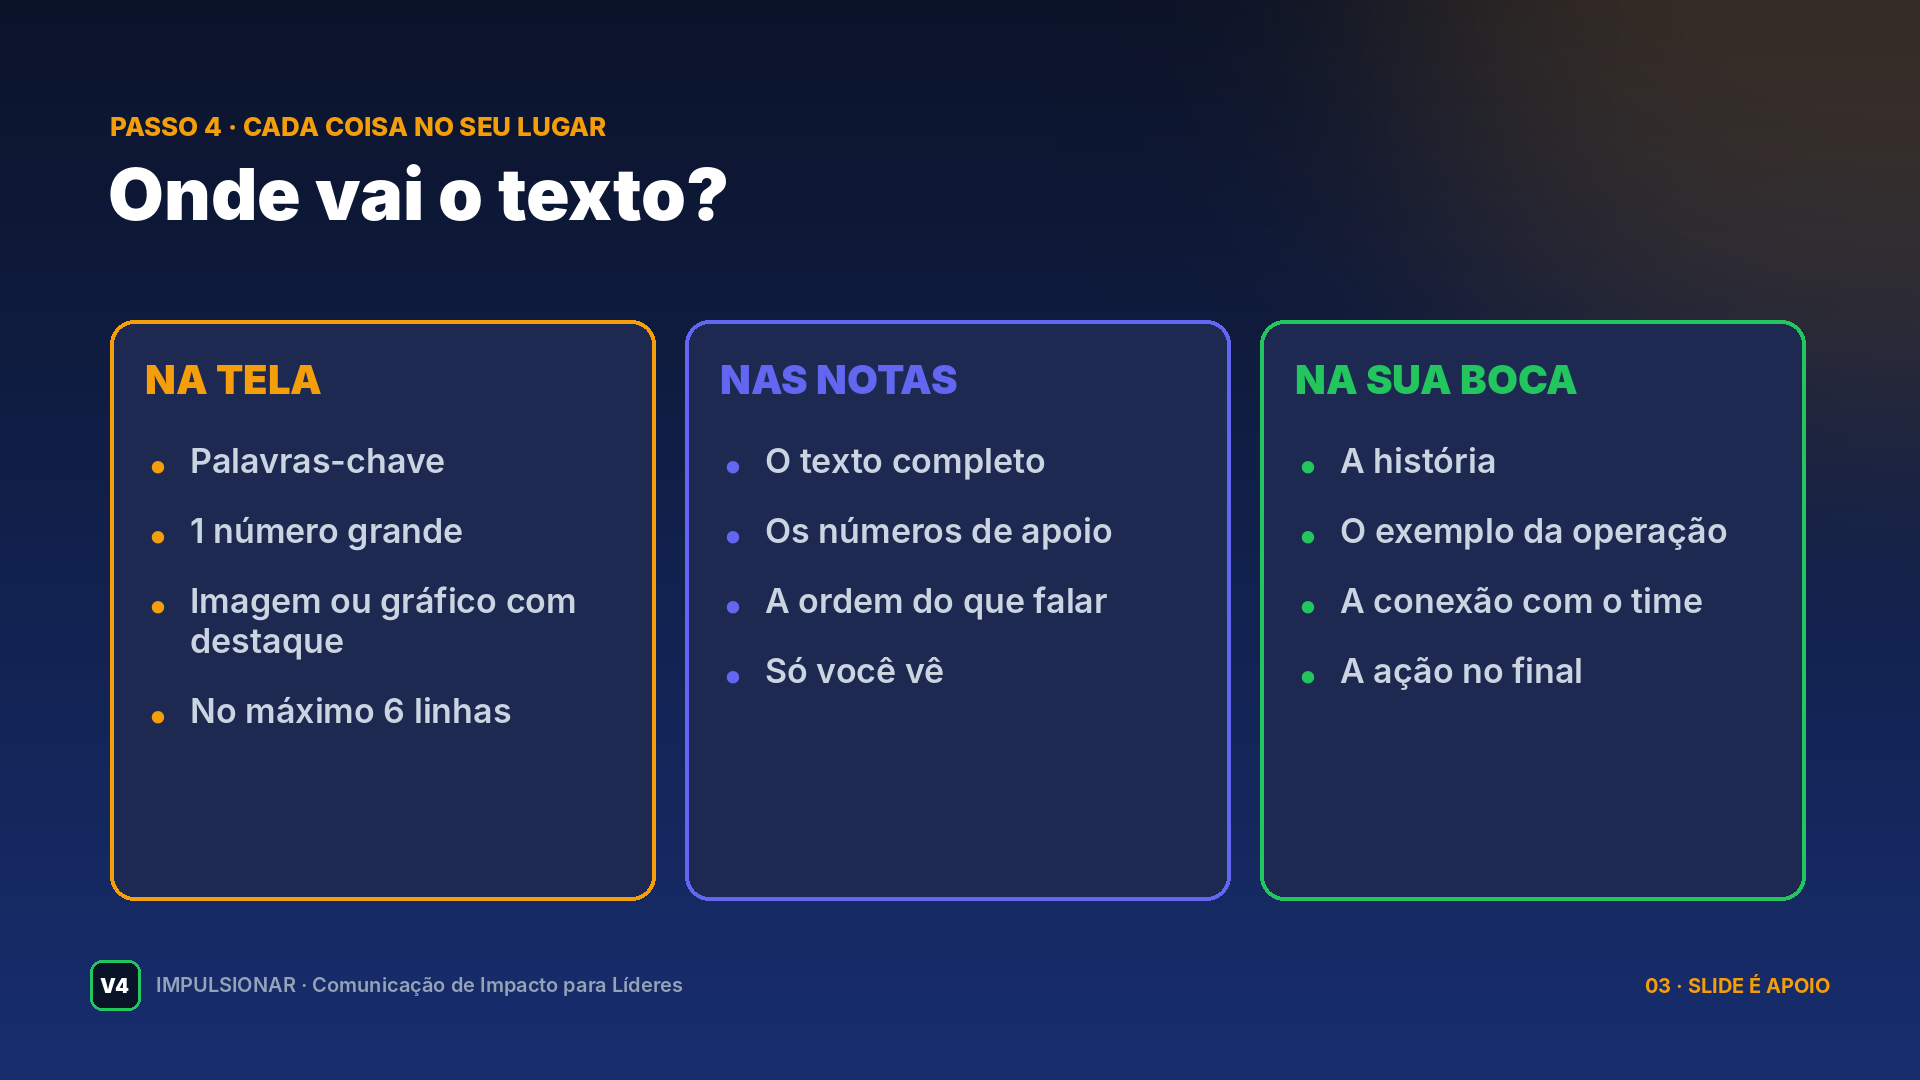 PASSO 4 · CADA COISA NO SEU LUGAR
Onde vai o texto?
NA TELA
• Palavras-chave
• 1 número grande
• Imagem ou gráfico com
destaque
• No máximo 6 linhas
NAS NOTAS
• O texto completo
• Os números de apoio
• A ordem do que falar
• Só você vê
NA SUA BOCA
• A história
• O exemplo da operação
• A conexão com o time
• A ação no final
V4 IMPULSIONAR · Comunicação de Impacto para Líderes
03 · SLIDE É APOIO